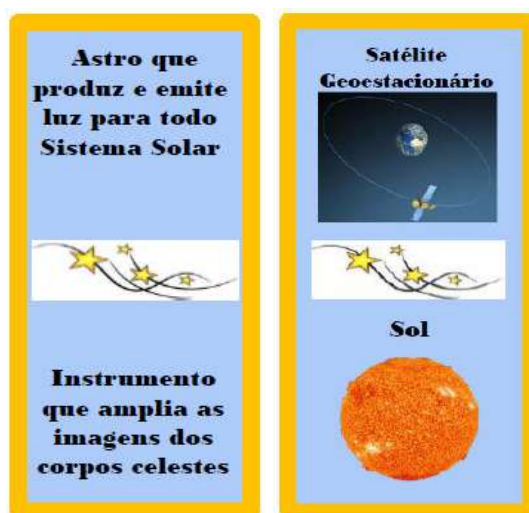 Astro que
produz e emite
luz para todo
Sistema Solar
Instrumento
que amplia as
imagens dos
corpos celestes
Satélite
Geoestacionário
Sol